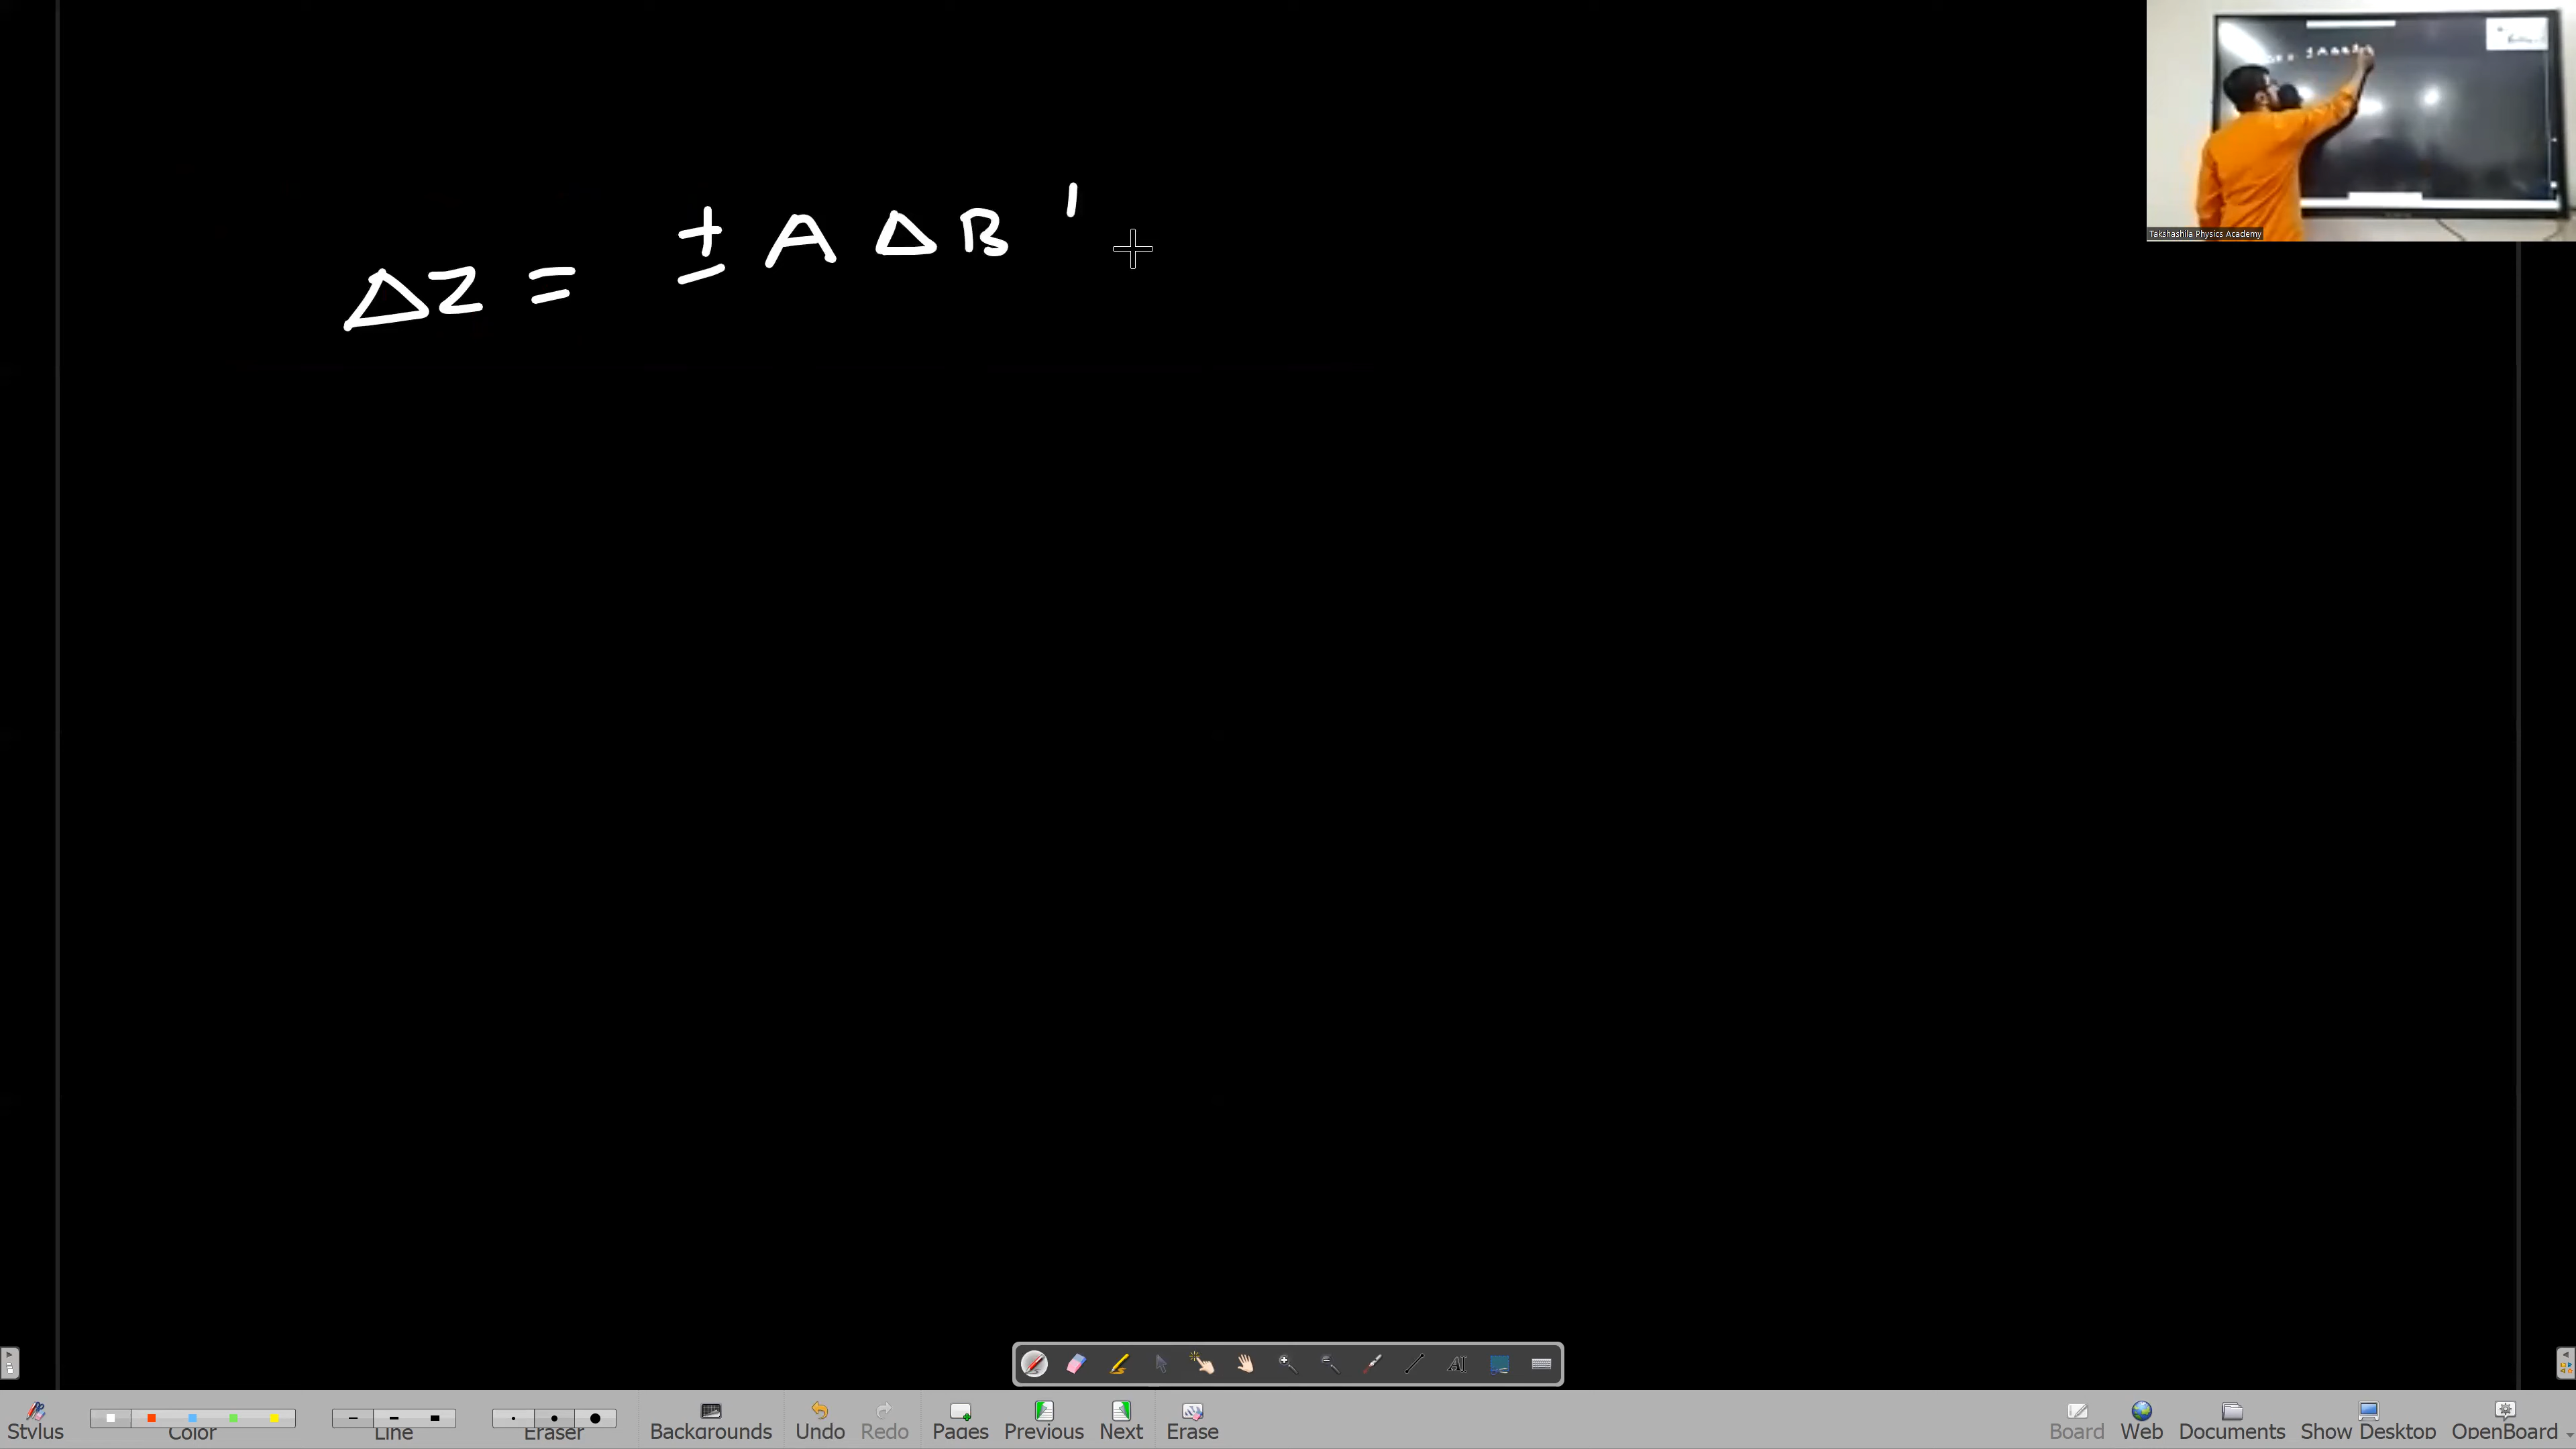 ΔZ = ± A Δ B '
Takshashila Physics Academy
Stylus Color Line Eraser Backgrounds Undo Redo Pages Previous Next Erase Board Web Documents Show Desktop OpenBoard